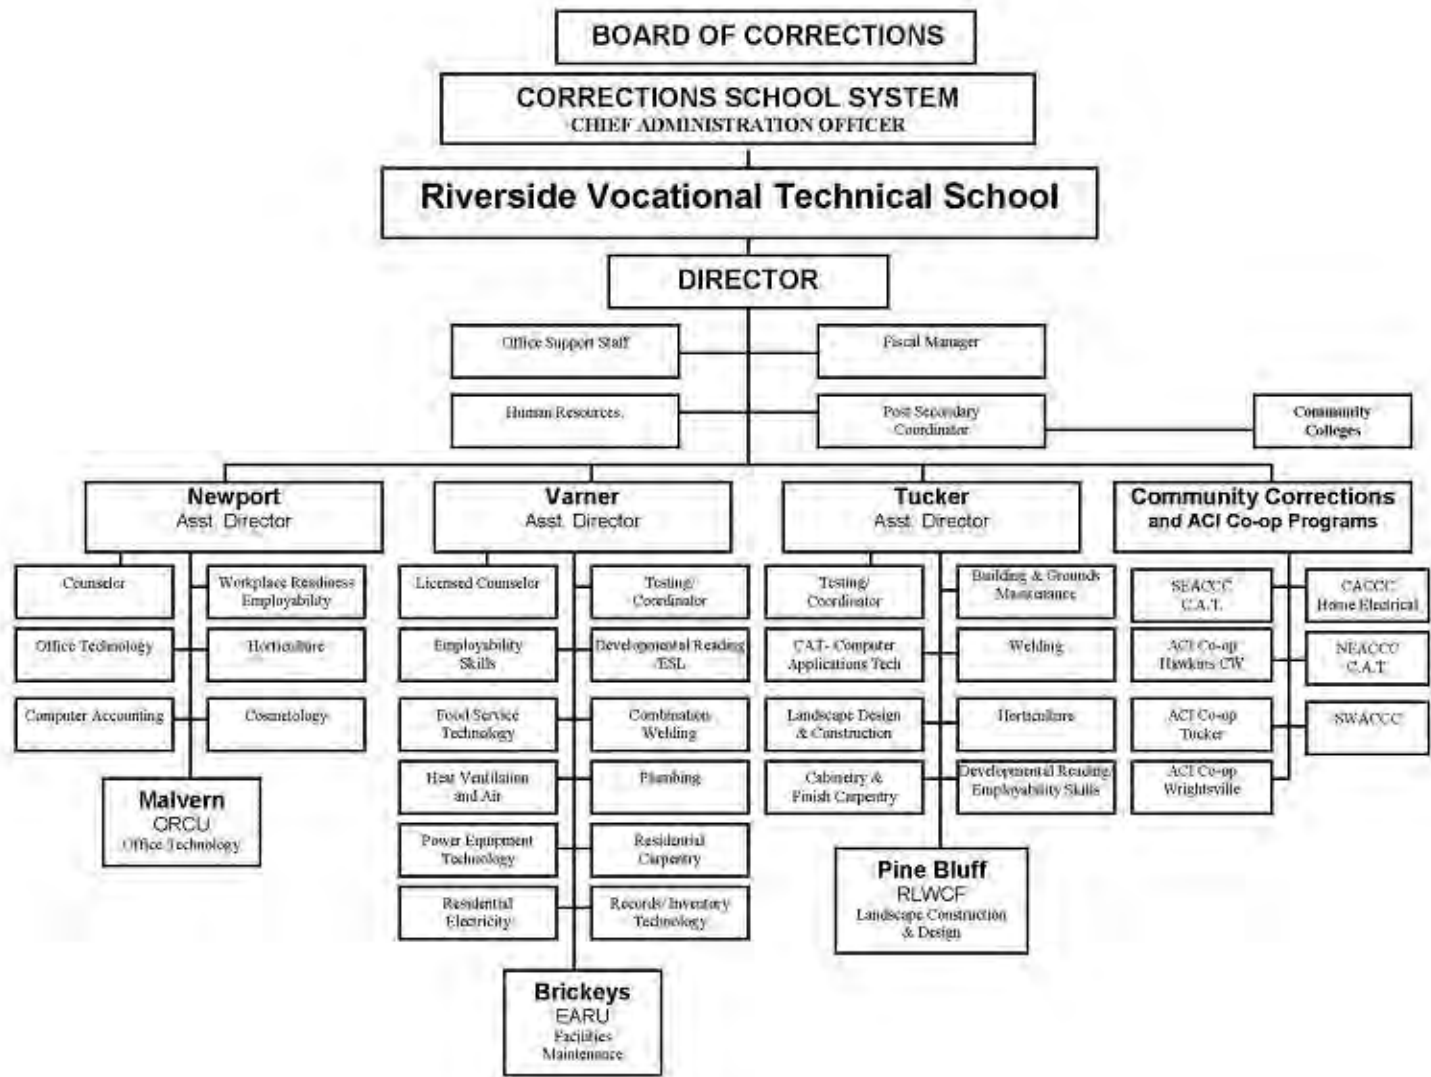 BOARD OF CORRECTIONS
CORRECTIONS SCHOOL SYSTEM
CHIEF ADMINISTRATION OFFICER
Riverside Vocational Technical School
DIRECTOR
Office Support Staff
Fiscal Manager
Human Resources
Post Secondary
Coordinator
Community
Colleges
Newport
Asst. Director
Varner
Asst. Director
Tucker
Asst. Director
Community Corrections
and ACI Co-op Programs
Counselor
Workplace Readiness
Employability
Office Technology
Horticulture
Computer Accounting
Cosmetology
Malvern
ORCU
Office Technology
Licensed Counselor
Testing/
Coordinator
Employability
Skills
Developmental Reading
/ESL
Food Service
Technology
Combination
Welding
Heat Ventilation
and Air
Plumbing
Power Equipment
Technology
Residential
Carpentry
Residential
Electricity
Records/Inventory
Technology
Brickeys
EARU
Facilities
Maintenance
Testing/
Coordinator
Building & Grounds
Maintenance
CAT- Computer
Applications Tech
Welding
Landscape Design
& Construction
Horticulture
Cabinetry &
Finish Carpentry
Developmental Reading/
Employability Skills
Pine Bluff
RLWCF
Landscape Construction
& Design
SEACCC
C.A.T.
CACCC
Home Electrical
ACI Co-op
Hawkins CW
NEACCC
C.A.T.
ACI Co-op
Tucker
SWACCC
ACI Co-op
Wrightsville